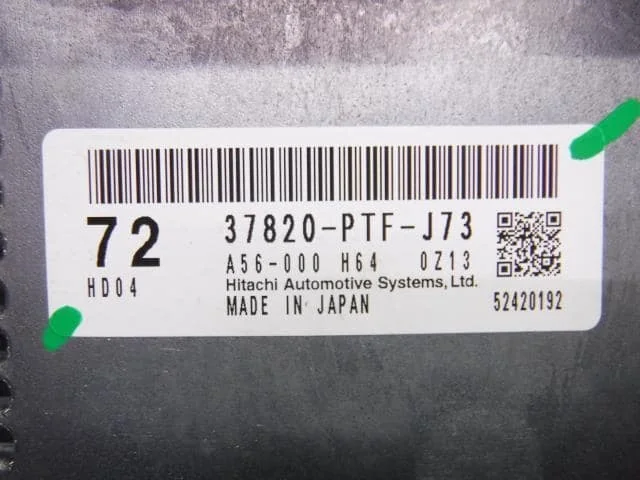 72 37820-PTF-J73
HD04 A56-000 H64 0Z13
Hitachi Automotive Systems, Ltd.
MADE IN JAPAN 52420192